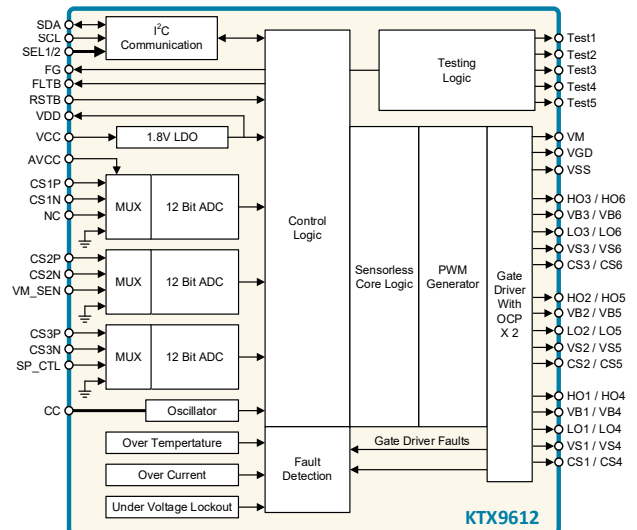 SDA
SCL
SEL1/2
FG
FLTB
RSTB
VDD
VCC
AVCC
CS1P
CS1N
NC
CS2P
CS2N
VM_SEN
CS3P
CS3N
SP_CTL
CC
I²C
Communication
1.8V LDO
MUX
12 Bit ADC
MUX
12 Bit ADC
MUX
12 Bit ADC
Oscillator
Over Tempertature
Over Current
Under Voltage Lockout
Control
Logic
Fault
Detection
Testing
Logic
Sensorless
Core Logic
PWM
Generator
Gate
Driver
With
OCP
X 2
Gate Driver Faults
Test1
Test2
Test3
Test4
Test5
VM
VGD
VSS
HO3 / HO6
VB3 / VB6
LO3 / LO6
VS3 / VS6
CS3 / CS6
HO2 / HO5
VB2 / VB5
LO2 / LO5
VS2 / VS5
CS2 / CS5
HO1 / HO4
VB1 / VB4
LO1 / LO4
VS1 / VS4
CS1 / CS4
KTX9612